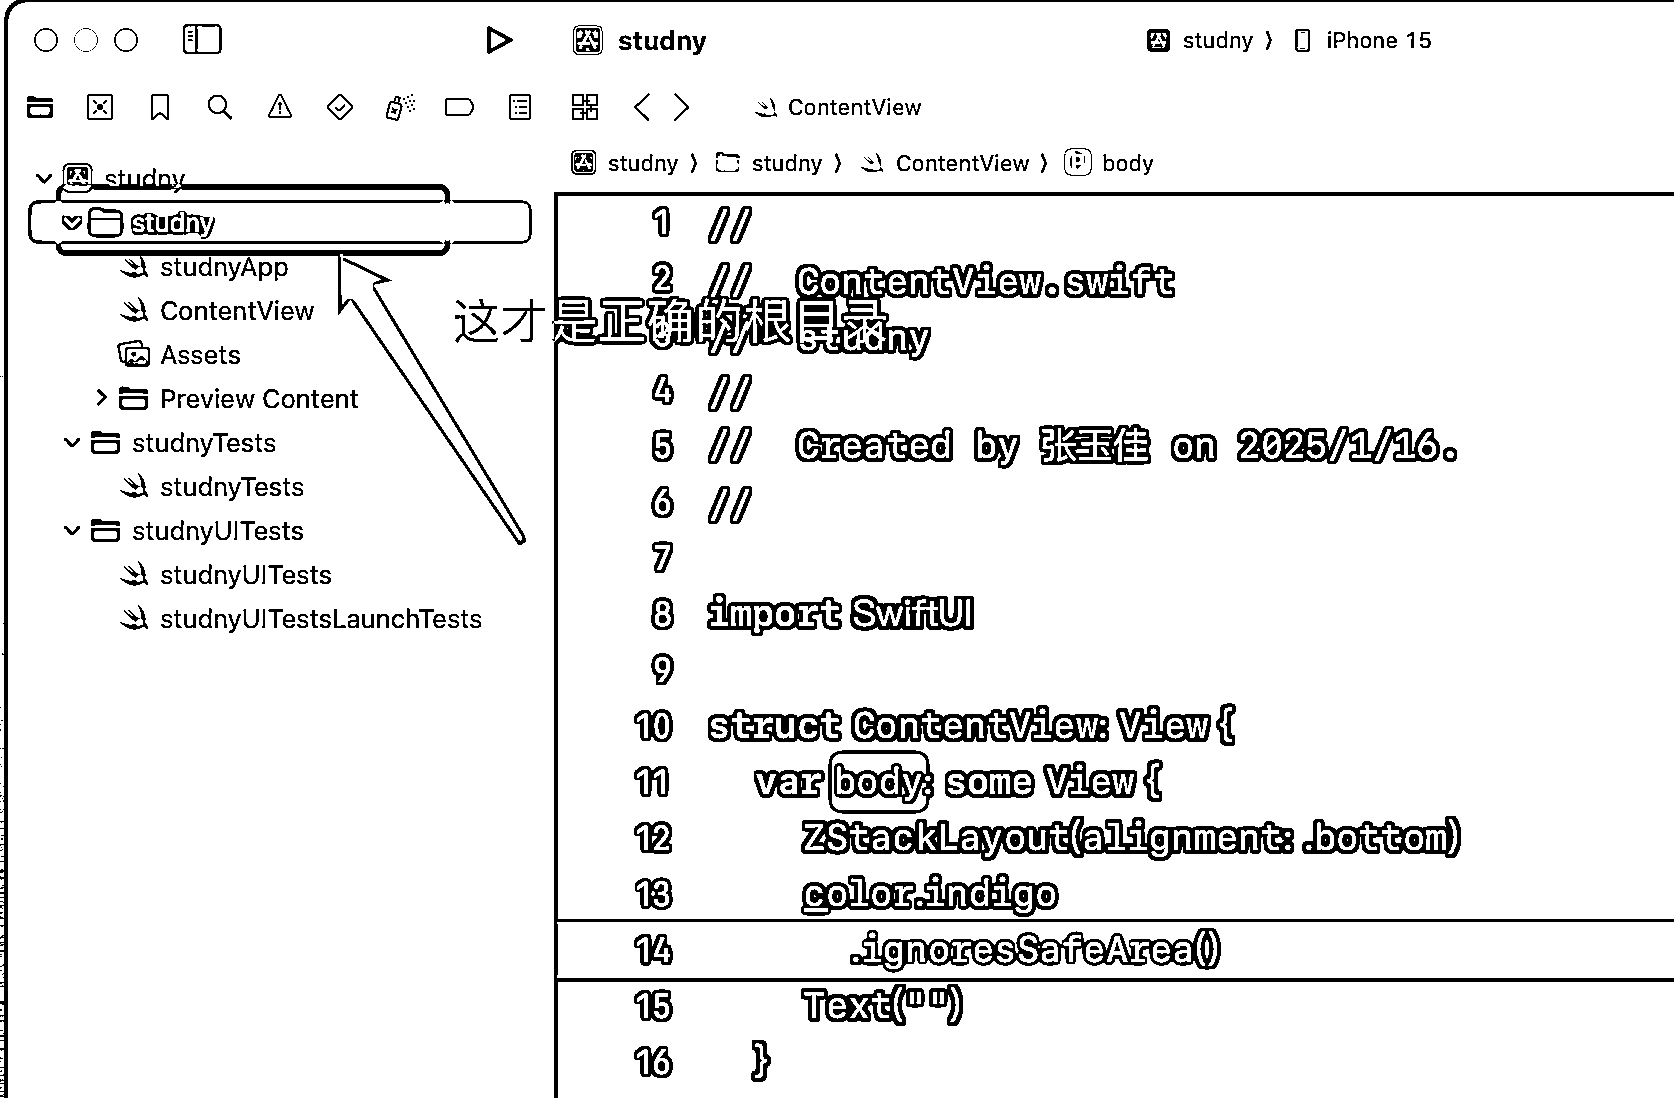 studny
studny 〉 iPhone 15
ContentView
studny 〉 studny 〉 ContentView 〉 body
studny
studny
studnyApp
ContentView
Assets
Preview Content
studnyTests
studnyTests
studnyUITests
studnyUITests
studnyUITestsLaunchTests
这才是正确的根目录
1 //
2 // ContentView.swift
3 // studny
4 //
5 // Created by 张玉佳 on 2025/1/16.
6 //
7
8 import SwiftUI
9
10 struct ContentView: View {
11 var body: some View {
12 ZStackLayout(alignment: .bottom)
13 color.indigo
14 .ignoresSafeArea()
15 Text("")
16 }